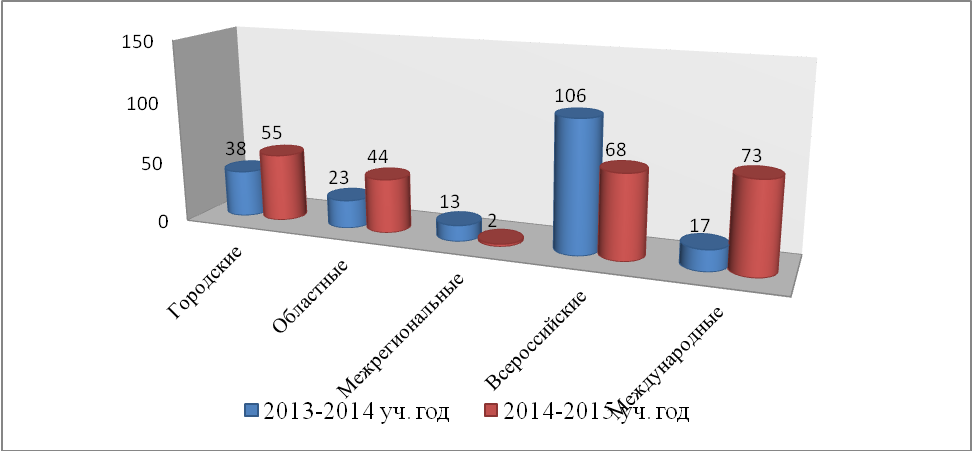 150
100
50
0
38
55
23
44
13
2
106
68
17
73
Городские
Областные
Межрегиональные
Всероссийские
Международные
2013-2014 уч. год
2014-2015 уч. год